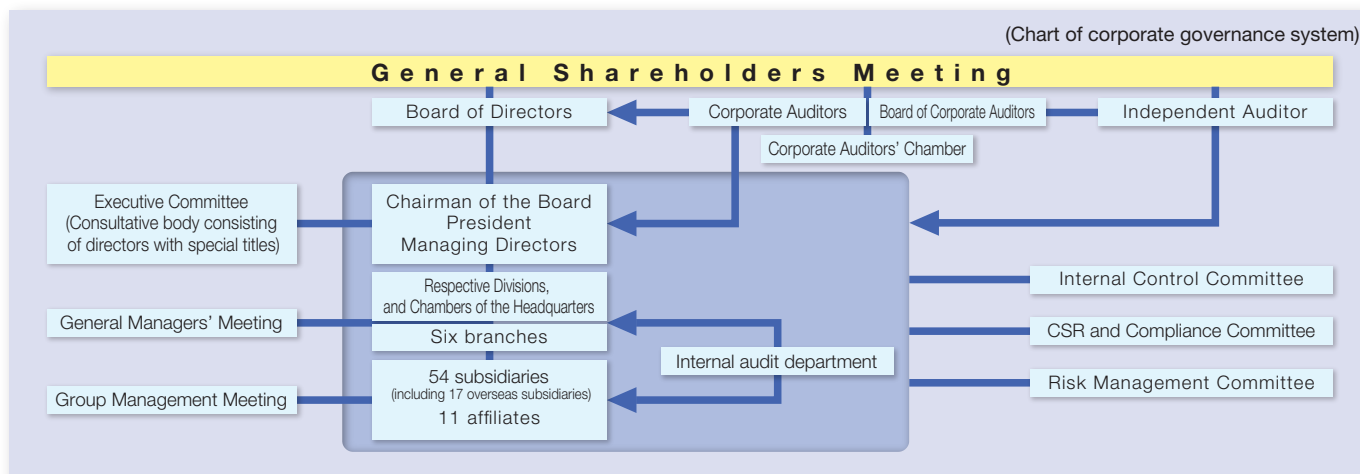 (Chart of corporate governance system)
General Shareholders Meeting
Board of Directors
Corporate Auditors
Board of Corporate Auditors
Independent Auditor
Corporate Auditors' Chamber
Executive Committee
(Consultative body consisting
of directors with special titles)
Chairman of the Board
President
Managing Directors
Respective Divisions,
and Chambers of the Headquarters
Internal Control Committee
General Managers' Meeting
Six branches
CSR and Compliance Committee
Internal audit department
54 subsidiaries
(including 17 overseas subsidiaries)
11 affiliates
Group Management Meeting
Risk Management Committee